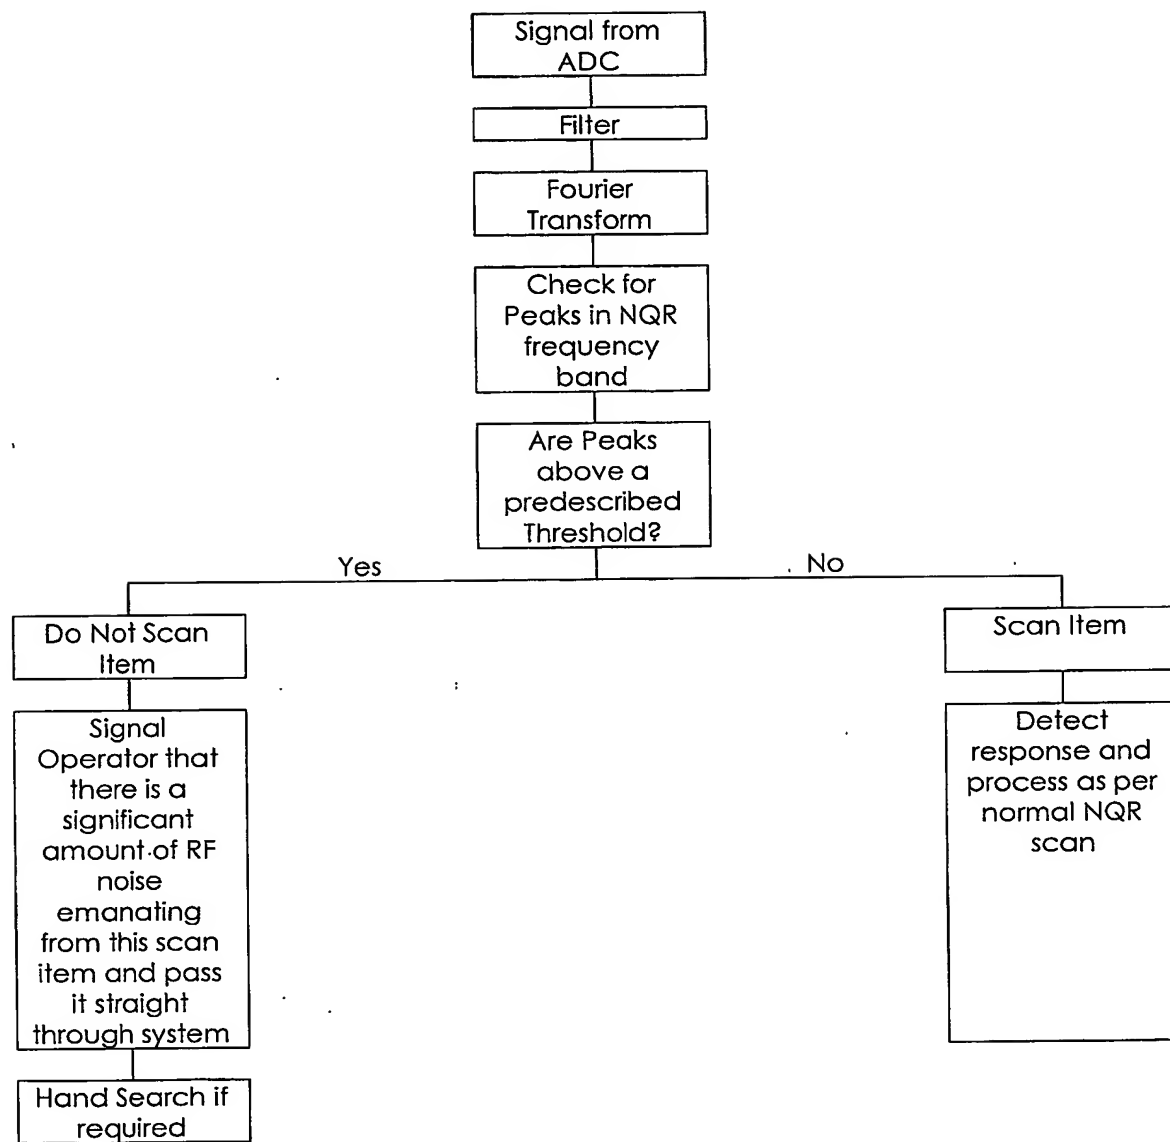 Signal from
ADC
Filter
Fourier
Transform
Check for
Peaks in NQR
frequency
band
Are Peaks
above a
predescribed
Threshold?
Yes
No
Do Not Scan
Item
Signal
Operator that
there is a
significant
amount of RF
noise
emanating
from this scan
item and pass
it straight
through system
Hand Search if
required
Scan Item
Detect
response and
process as per
normal NQR
scan